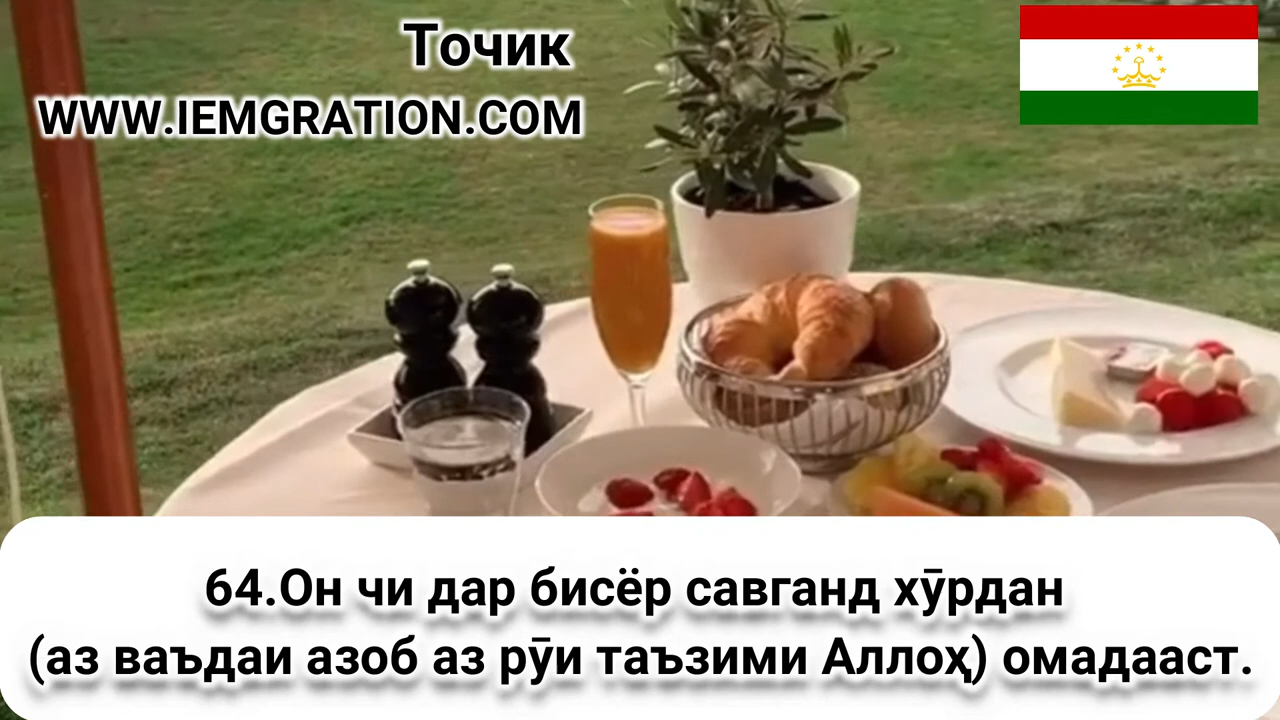 Точик
WWW.IEMGRATION.COM
64.Он чи дар бисёр савганд хӯрдан
(аз ваъдаи азоб аз рӯи таъзими Аллоҳ) омадааст.